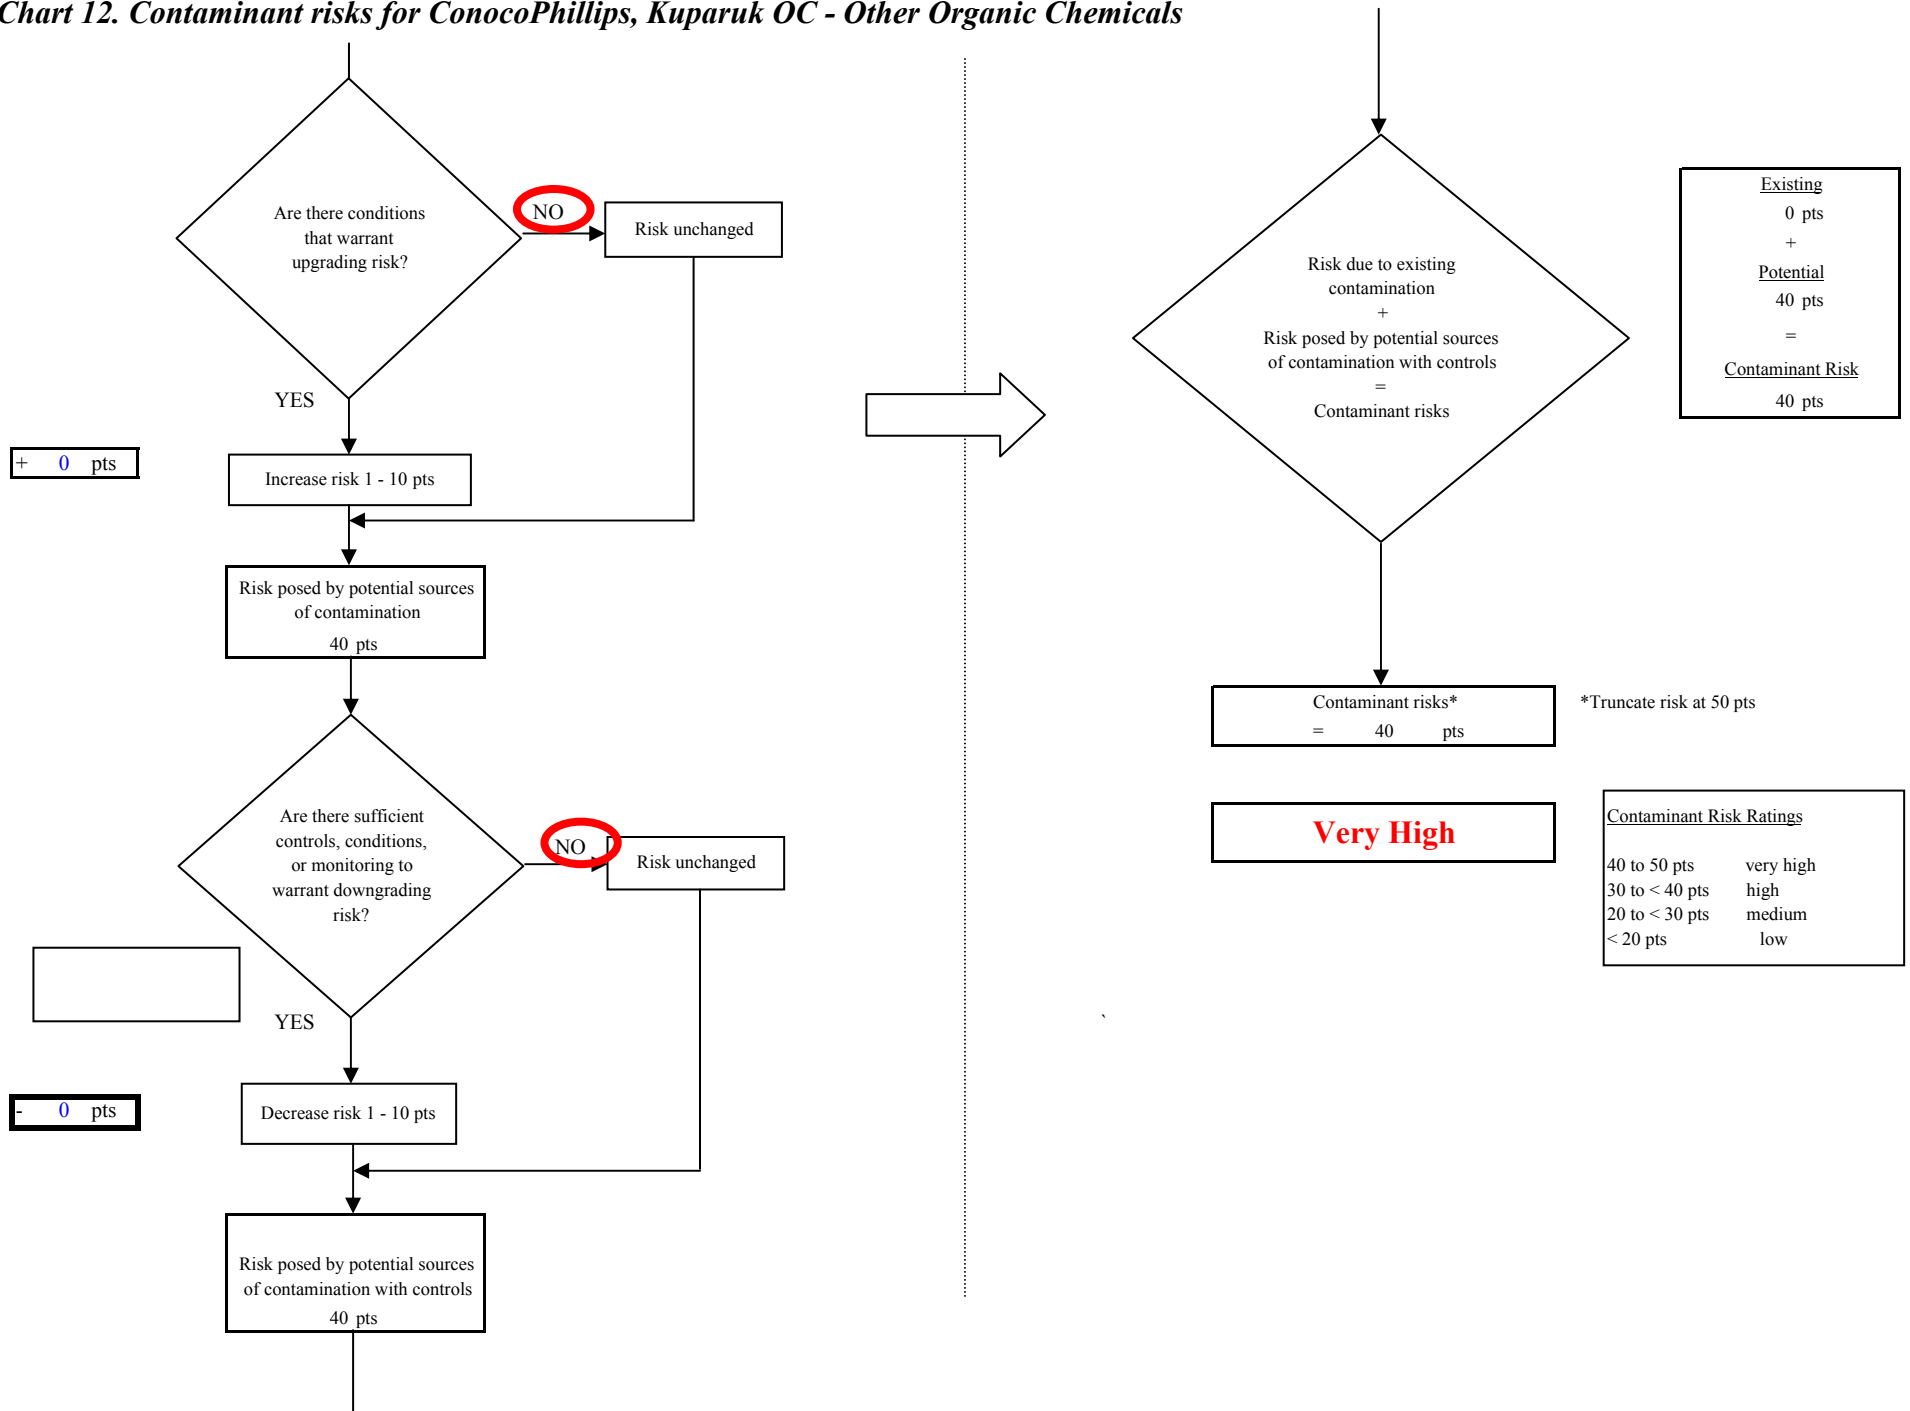 Chart 12. Contaminant risks for ConocoPhillips, Kuparuk OC - Other Organic Chemicals
Are there conditions
that warrant
upgrading risk?
NO
Risk unchanged
YES
+ 0 pts
Increase risk 1 - 10 pts
Risk posed by potential sources
of contamination
40 pts
Are there sufficient
controls, conditions,
or monitoring to
warrant downgrading
risk?
NO
Risk unchanged
YES
- 0 pts
Decrease risk 1 - 10 pts
Risk posed by potential sources
of contamination with controls
40 pts
Risk due to existing
contamination
+
Risk posed by potential sources
of contamination with controls
=
Contaminant risks
Existing
0 pts
+
Potential
40 pts
=
Contaminant Risk
40 pts
Contaminant risks*
= 40 pts
*Truncate risk at 50 pts
Very High
Contaminant Risk Ratings
40 to 50 pts very high
30 to < 40 pts high
20 to < 30 pts medium
< 20 pts low
`